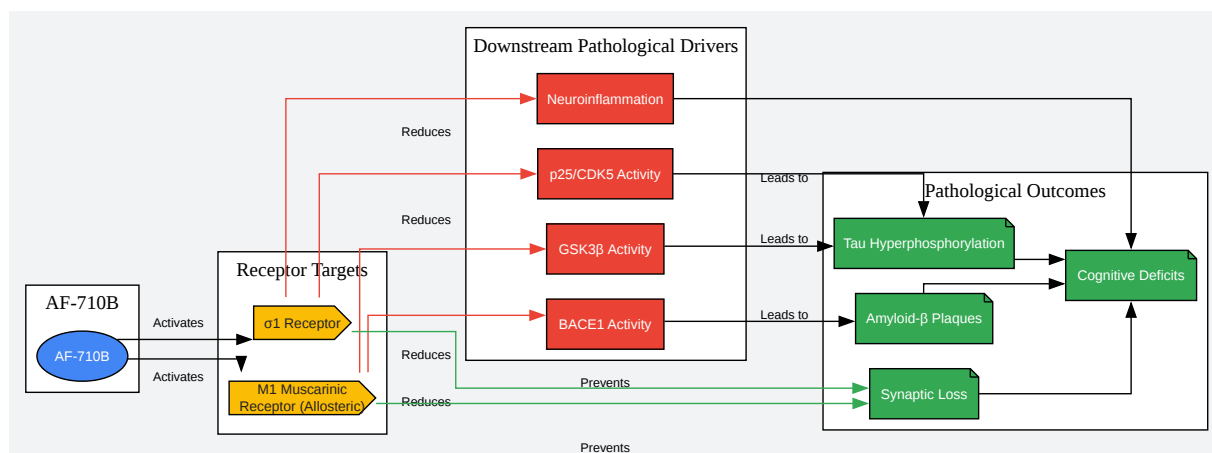 Downstream Pathological Drivers
Neuroinflammation
Reduces
p25/CDK5 Activity
Leads to
Pathological Outcomes
Reduces
GSK3β Activity
Leads to
Tau Hyperphosphorylation
Receptor Targets
Cognitive Deficits
AF-710B
Activates
σ1 Receptor
BACE1 Activity
Leads to
Amyloid-β Plaques
AF-710B
Reduces
Activates
M1 Muscarinic
Receptor (Allosteric)
Reduces
Prevents
Synaptic Loss
Prevents